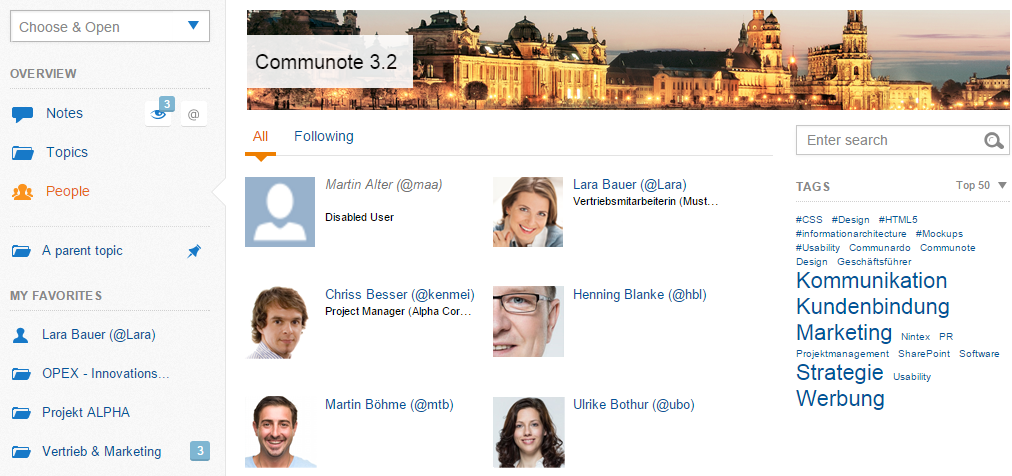 Choose & Open
OVERVIEW
Notes
3
@
Topics
People
A parent topic
MY FAVORITES
Lara Bauer (@Lara)
OPEX - Innovations...
Projekt ALPHA
Vertrieb & Marketing
3
Communote 3.2
All
Following
Martin Alter (@maa)
Disabled User
Lara Bauer (@Lara)
Vertriebsmitarbeiterin (Must...
Chriss Besser (@kenmei)
Project Manager (Alpha Cor...
Henning Blanke (@hbl)
Martin Böhme (@mtb)
Ulrike Bothur (@ubo)
Enter search
TAGS
Top 50
#CSS #Design #HTML5
#informationarchitecture #Mockups
#Usability Communardo Communote
Design Geschäftsführer
Kommunikation
Kundenbindung
Marketing Nintex PR
Projektmanagement SharePoint Software
Strategie Usability
Werbung